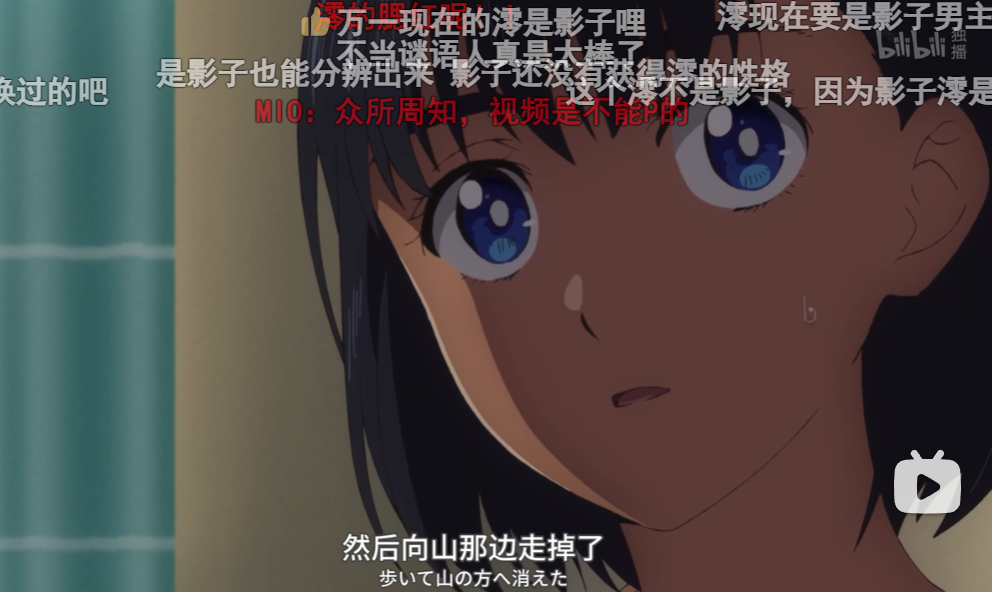 澪的腮红呢！！
万一现在的澪是影子哩
澪现在要是影子男主
bilibili 独播
不当谜语人真是太棒了
是影子也能分辨出来
影子还没有获得澪的性格
换过的吧
这个澪不是影子，因为影子澪是
MIO：众所周知，视频是不能P的
然后向山那边走掉了
歩いて山の方へ消えた